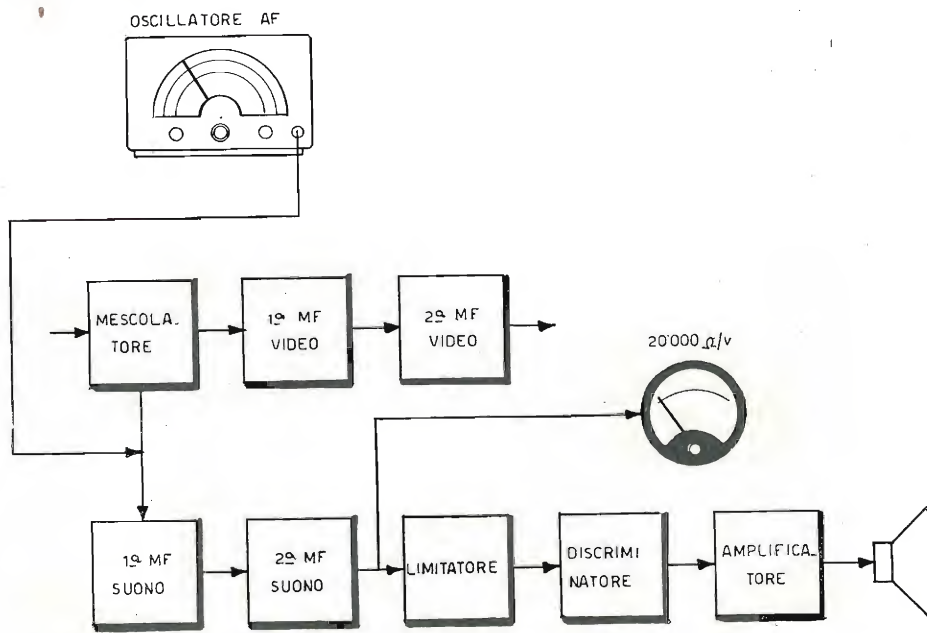 OSCILLATORE AF
MESCOLA_
TORE
1ª MF
VIDEO
2ª MF
VIDEO
20'000 Ω/v
1ª MF
SUONO
2ª MF
SUONO
LIMITATORE
DISCRIMI
NATORE
AMPLIFICA_
TORE